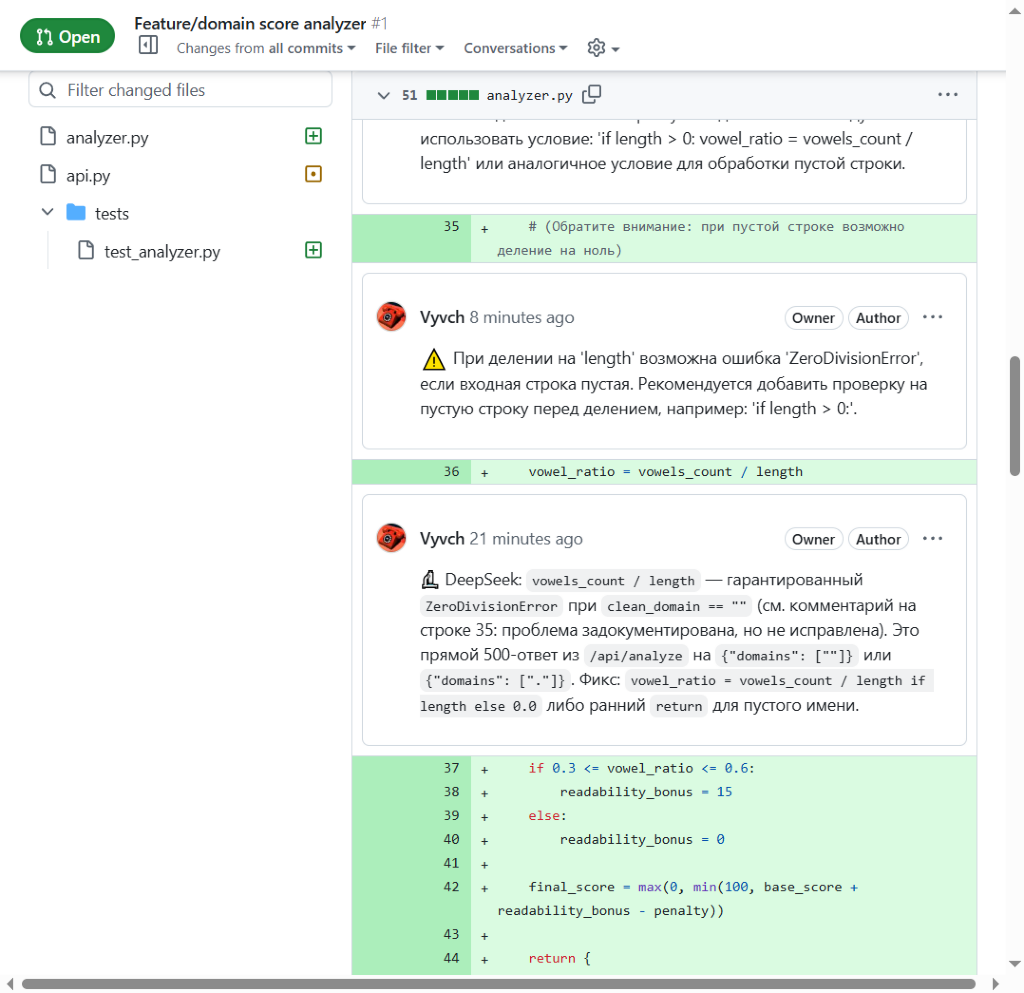 Open
Feature/domain score analyzer #1
Changes from all commits
File filter
Conversations
Filter changed files
analyzer.py
api.py
tests
test_analyzer.py
51
analyzer.py
использовать условие: 'if length > 0: vowel_ratio = vowels_count /
length' или аналогичное условие для обработки пустой строки.
35 + # (Обратите внимание: при пустой строке возможно
деление на ноль)
Vyvch 8 minutes ago
Owner
Author
⚠ При делении на 'length' возможна ошибка 'ZeroDivisionError',
если входная строка пустая. Рекомендуется добавить проверку на
пустую строку перед делением, например: 'if length > 0:'.
36 + vowel_ratio = vowels_count / length
Vyvch 21 minutes ago
Owner
Author
DeepSeek: vowels_count / length — гарантированный
ZeroDivisionError при clean_domain == "" (см. комментарий на
строке 35: проблема задокументирована, но не исправлена). Это
прямой 500-ответ из /api/analyze на {"domains": [""]} или
{"domains": ["."]}. Фикс: vowel_ratio = vowels_count / length if
length else 0.0 либо ранний return для пустого имени.
37 + if 0.3 <= vowel_ratio <= 0.6:
38 + readability_bonus = 15
39 + else:
40 + readability_bonus = 0
41 +
42 + final_score = max(0, min(100, base_score +
readability_bonus - penalty))
43 +
44 + return {